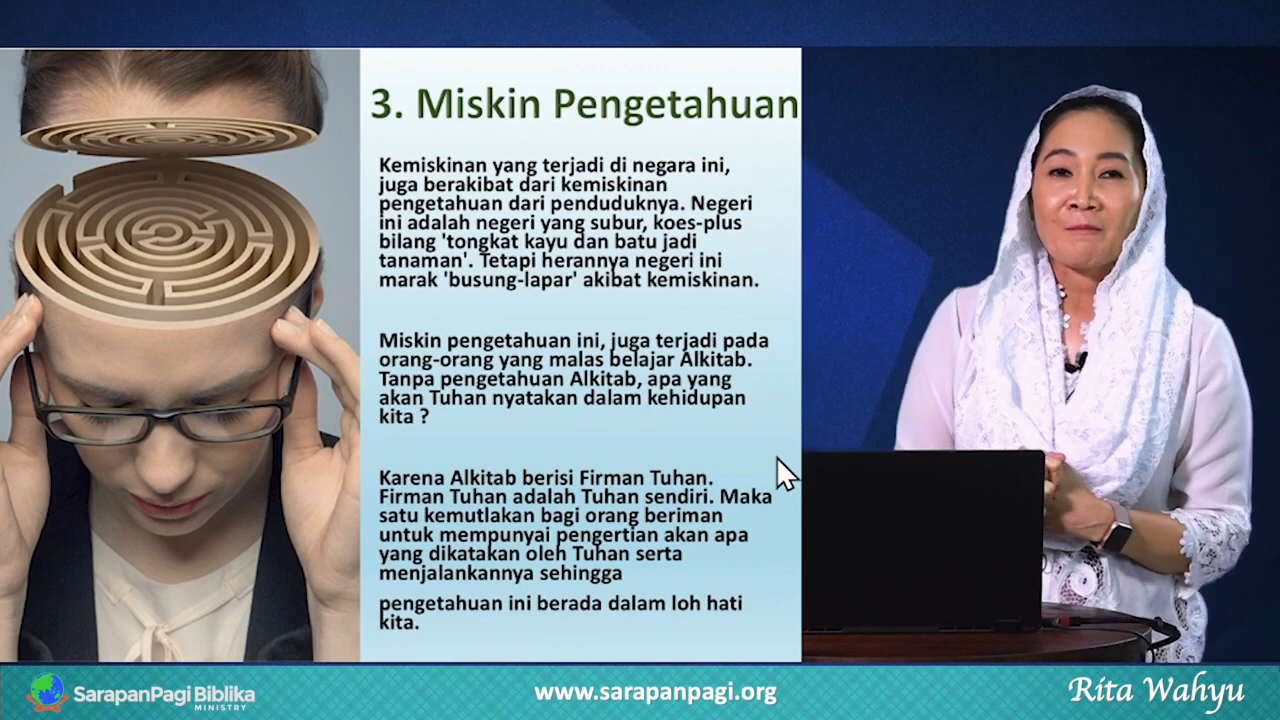 3. Miskin Pengetahuan
Kemiskinan yang terjadi di negara ini,
juga berakibat dari kemiskinan
pengetahuan dari penduduknya. Negeri
ini adalah negeri yang subur, koes-plus
bilang 'tongkat kayu dan batu jadi
tanaman'. Tetapi herannya negeri ini
marak 'busung-lapar' akibat kemiskinan.
Miskin pengetahuan ini, juga terjadi pada
orang-orang yang malas belajar Alkitab.
Tanpa pengetahuan Alkitab, apa yang
akan Tuhan nyatakan dalam kehidupan
kita ?
Karena Alkitab berisi Firman Tuhan.
Firman Tuhan adalah Tuhan sendiri. Maka
satu kemutlakan bagi orang beriman
untuk mempunyai pengertian akan apa
yang dikatakan oleh Tuhan serta
menjalankannya sehingga
pengetahuan ini berada dalam loh hati
kita.
SarapanPagi Biblika
MINISTRY
www.sarapanpagi.org
Rita Wahyu